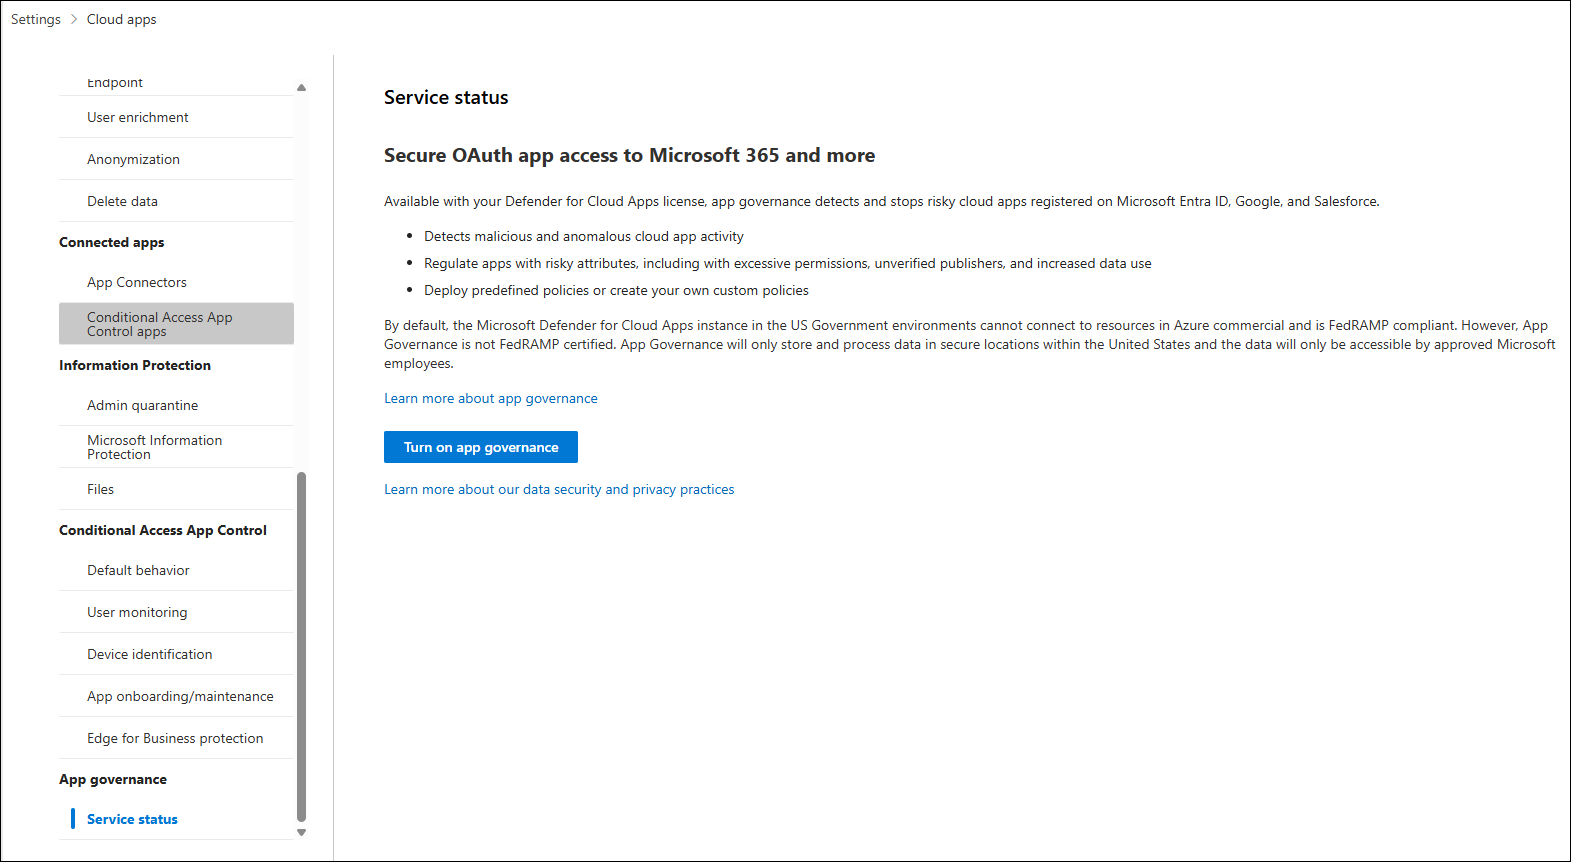 Settings > Cloud apps
Endpoint
User enrichment
Anonymization
Delete data
Connected apps
App Connectors
Conditional Access App
Control apps
Information Protection
Admin quarantine
Microsoft Information
Protection
Files
Conditional Access App Control
Default behavior
User monitoring
Device identification
App onboarding/maintenance
Edge for Business protection
App governance
Service status
Service status
Secure OAuth app access to Microsoft 365 and more
Available with your Defender for Cloud Apps license, app governance detects and stops risky cloud apps registered on Microsoft Entra ID, Google, and Salesforce.
• Detects malicious and anomalous cloud app activity
• Regulate apps with risky attributes, including with excessive permissions, unverified publishers, and increased data use
• Deploy predefined policies or create your own custom policies
By default, the Microsoft Defender for Cloud Apps instance in the US Government environments cannot connect to resources in Azure commercial and is FedRAMP compliant. However, App
Governance is not FedRAMP certified. App Governance will only store and process data in secure locations within the United States and the data will only be accessible by approved Microsoft
employees.
Learn more about app governance
Turn on app governance
Learn more about our data security and privacy practices